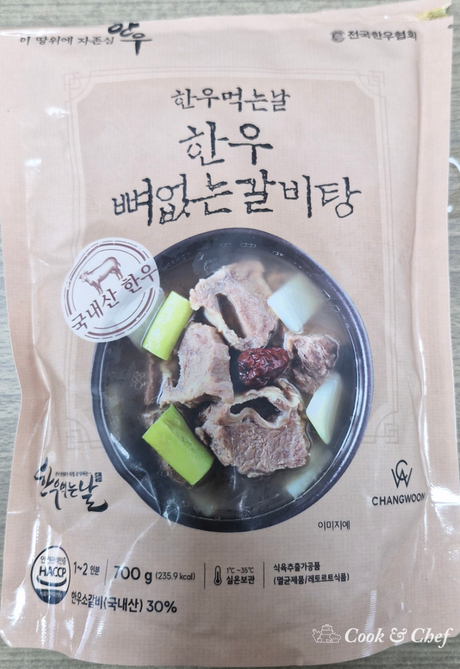 이 땅위에 자존심 한우
전국한우협회
한우먹는날
한우
뼈없는갈비탕
국내산 한우
한우먹는날
CHANGWOON
이미지예
HACCP
1~2 인분
700 g (235.9 kcal)
1℃ ~35℃
실온보관
식육추출가공품
(멸균제품/레토르트식품)
한우소갈비(국내산) 30%
Cook & Chef